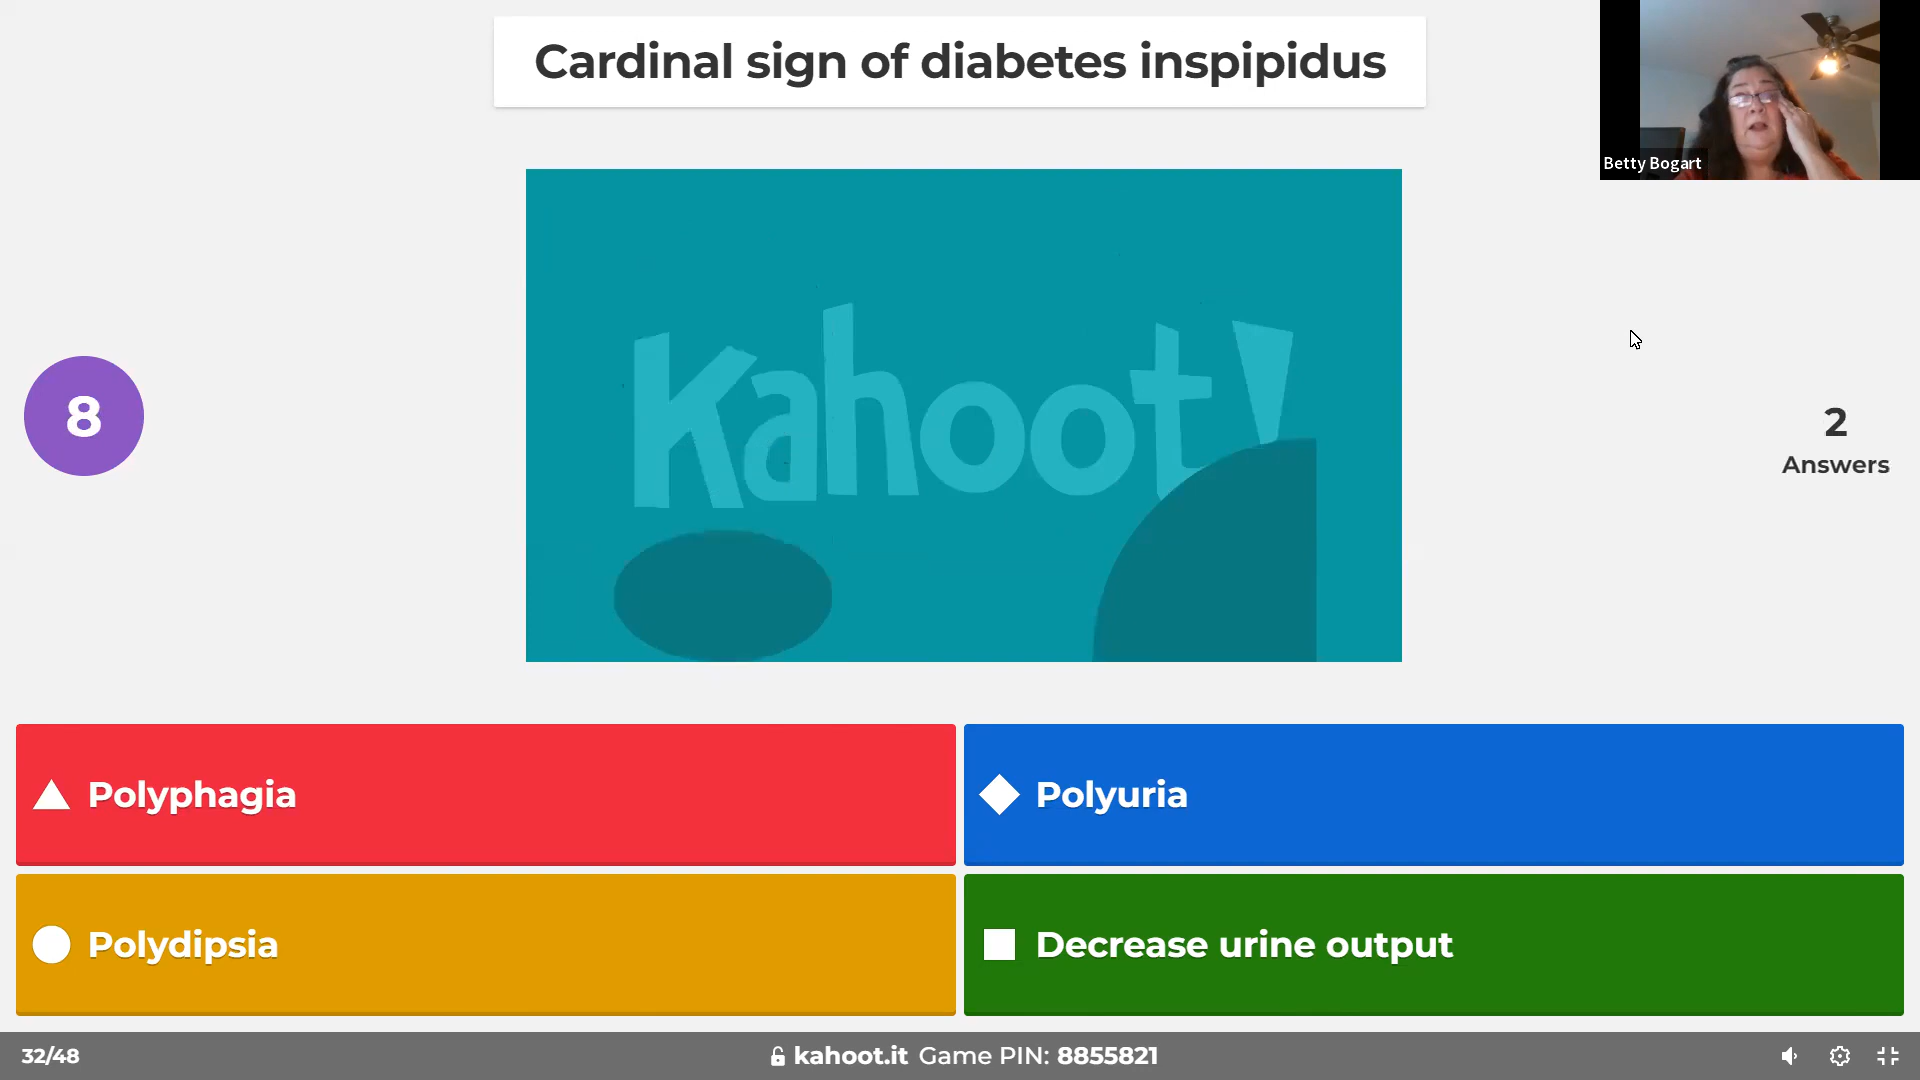 Cardinal sign of diabetes inspipidus
Betty Bogart
Kahoot!
8
2
Answers
Polyphagia
Polyuria
Polydipsia
Decrease urine output
32/48
kahoot.it Game PIN: 8855821